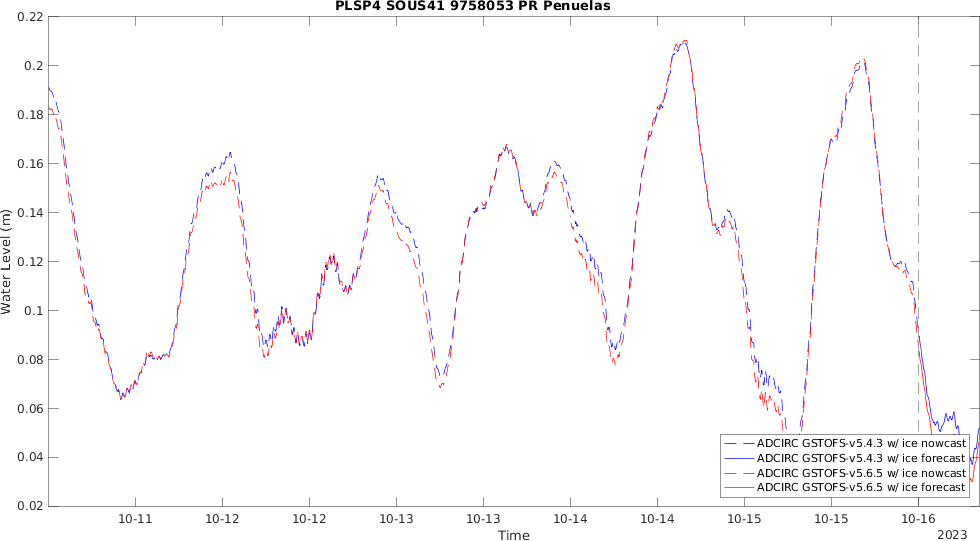 PLSP4 SOUS41 9758053 PR Penuelas
0.22
0.2
0.18
0.16
0.14
0.12
0.1
0.08
0.06
0.04
0.02
Water Level (m)
ADCIRC GSTOFS-v5.4.3 w/ ice nowcast
ADCIRC GSTOFS-v5.4.3 w/ ice forecast
ADCIRC GSTOFS-v5.6.5 w/ ice nowcast
ADCIRC GSTOFS-v5.6.5 w/ ice forecast
10-11 10-12 10-12 10-13 10-13 10-14 10-14 10-15 10-15 10-16
Time
2023